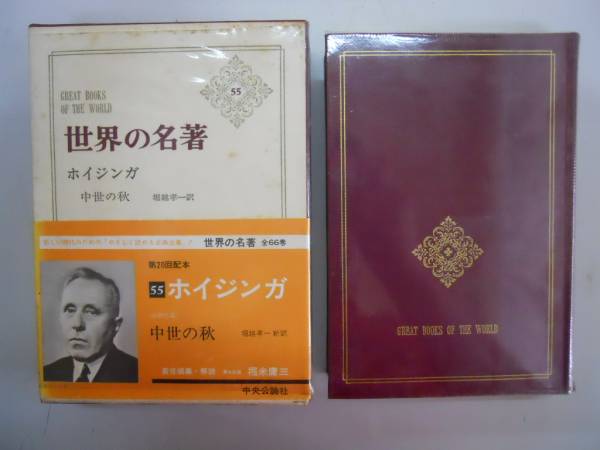 GREAT BOOKS
OF THE WORLD
55
世界の名著
ホイジンガ
中世の秋 堀越孝一訳
世界の名著 全66巻
第20回配本
55 ホイジンガ
中世の秋 堀越孝一 新訳
責任編集・解説 堀米庸三
中央公論社
GREAT BOOKS OF THE WORLD